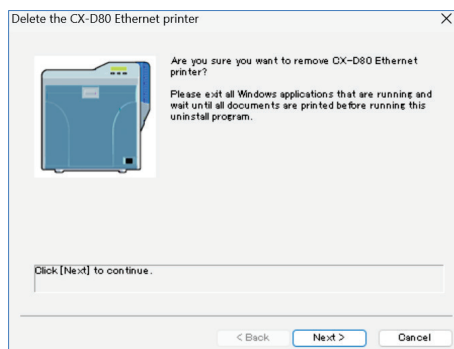 Delete the CX-D80 Ethernet printer
Are you sure you want to remove CX-D80 Ethernet
printer?
Please exit all Windows applications that are running and
wait until all documents are printed before running this
uninstall program.
Click [Next] to continue.
< Back
Next >
Cancel